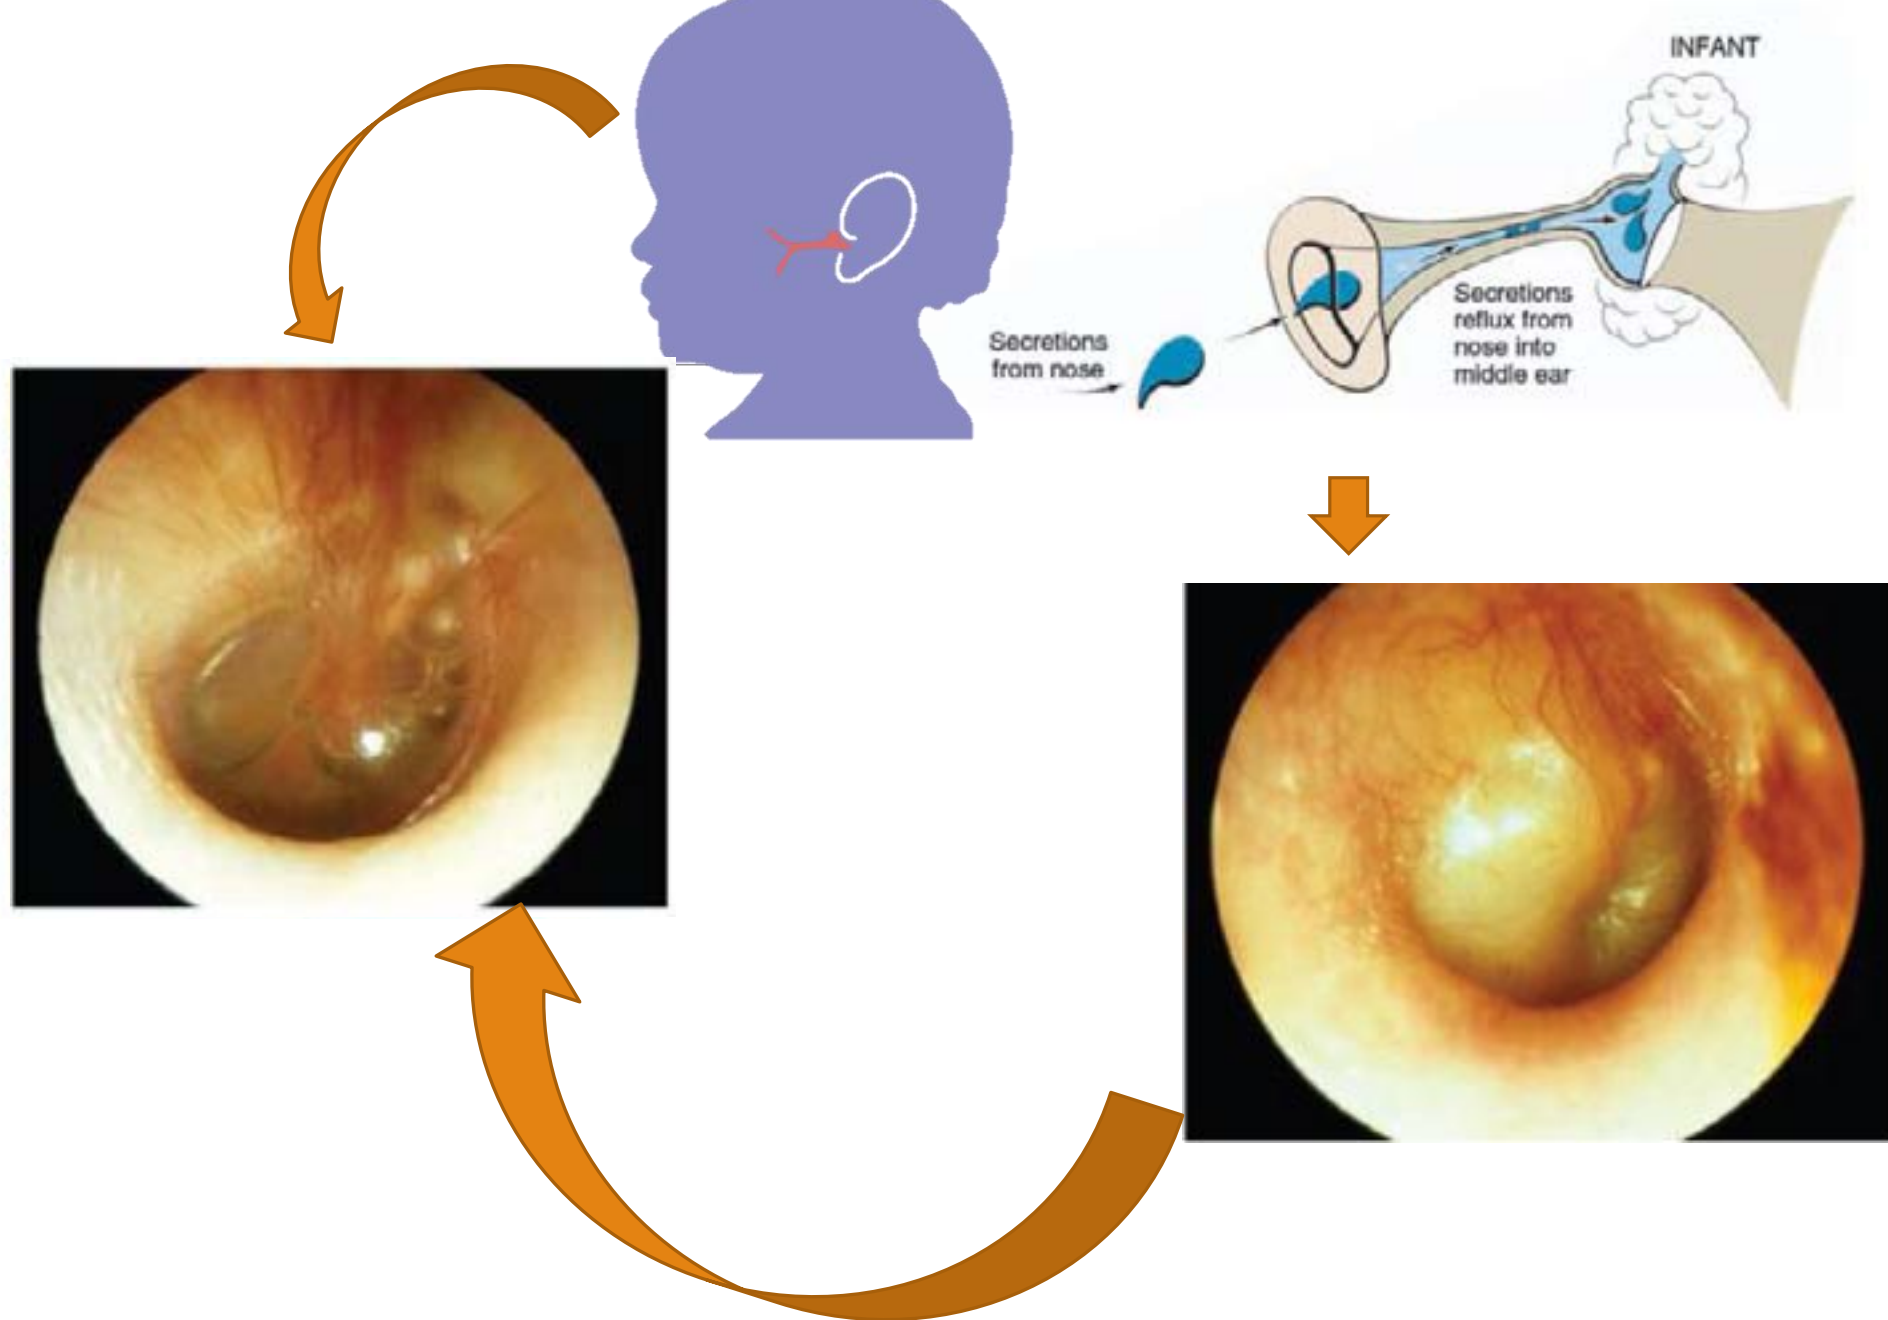 INFANT
Secretions
from nose
Secretions
reflux from
nose into
middle ear